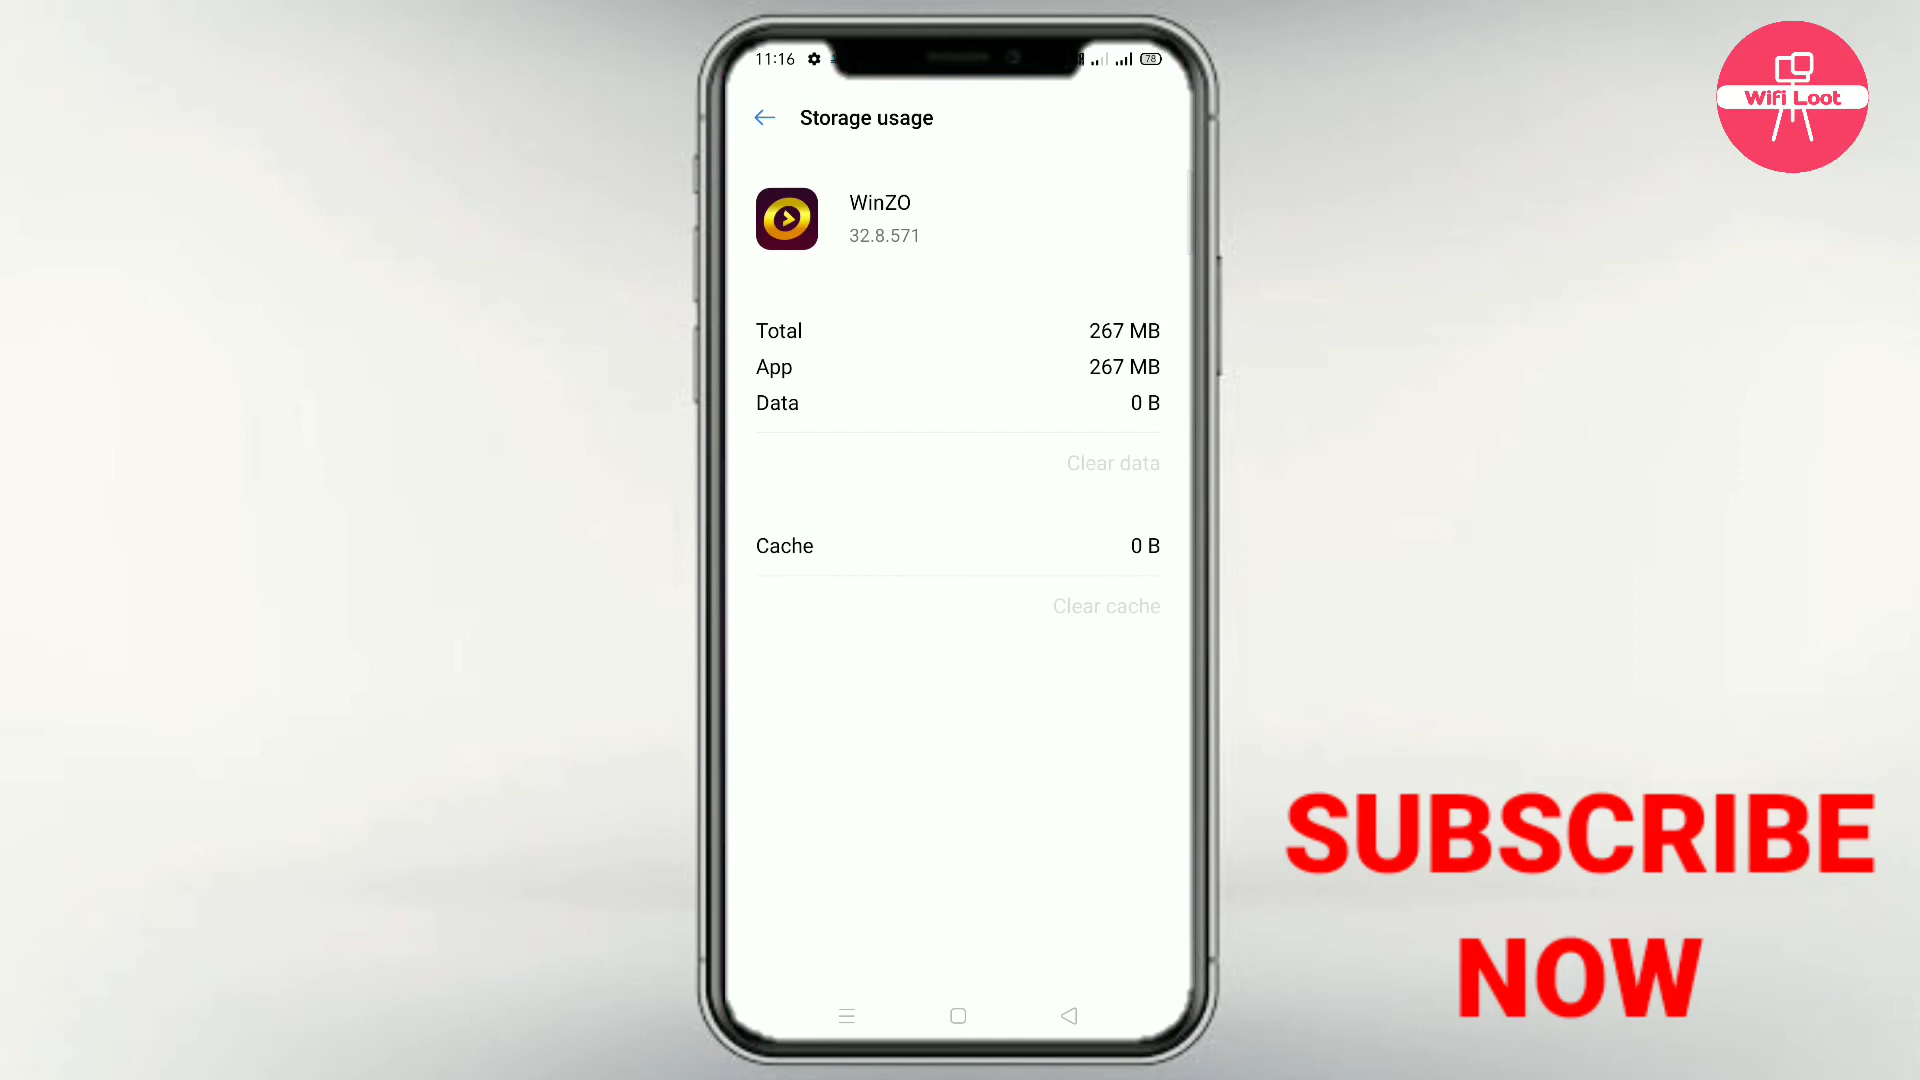 11:16
78
Storage usage
WinZO
32.8.571
Total 267 MB
App 267 MB
Data 0 B
Clear data
Cache 0 B
Clear cache
Wifi Loot
SUBSCRIBE
NOW